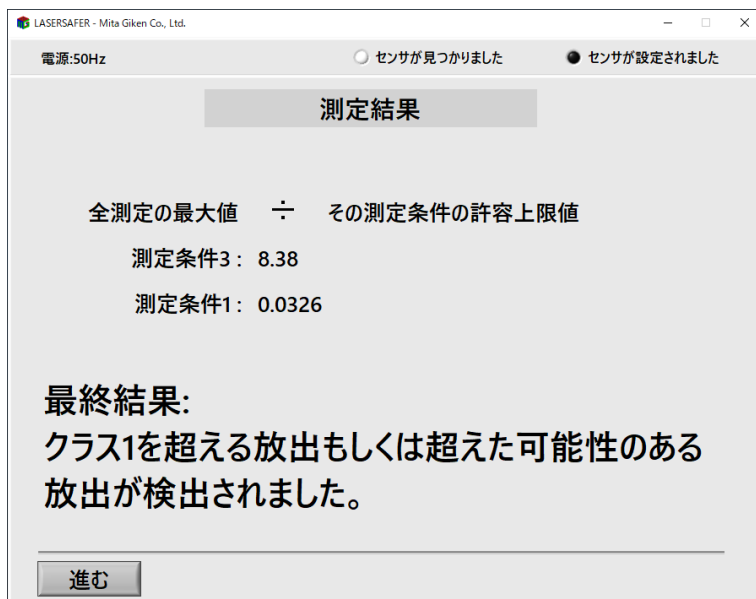 LASERSAFER - Mita Giken Co., Ltd.
電源:50Hz
センサが見つかりました
センサが設定されました
測定結果
全測定の最大値 ÷ その測定条件の許容上限値
測定条件3 : 8.38
測定条件1 : 0.0326
最終結果:
クラス1を超える放出もしくは超えた可能性のある
放出が検出されました。
進む